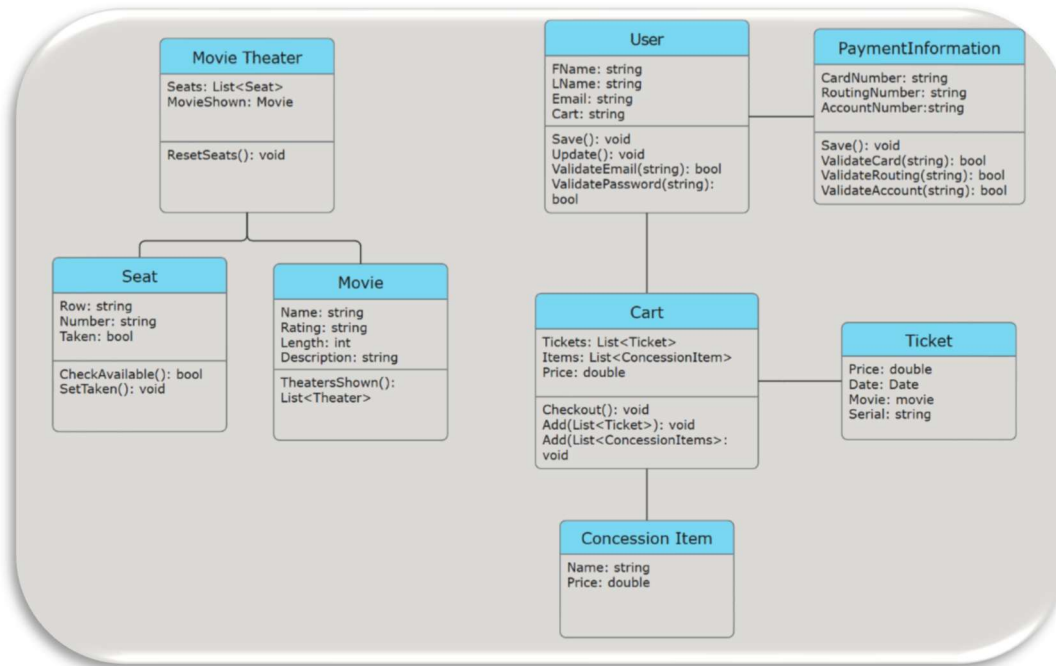 Movie Theater
Seats: List<Seat>
MovieShown: Movie
ResetSeats(): void
User
FName: string
LName: string
Email: string
Cart: string
Save(): void
Update(): void
ValidateEmail(string): bool
ValidatePassword(string):
bool
PaymentInformation
CardNumber: string
RoutingNumber: string
AccountNumber:string
Save(): void
ValidateCard(string): bool
ValidateRouting(string): bool
ValidateAccount(string): bool
Seat
Row: string
Number: string
Taken: bool
CheckAvailable(): bool
SetTaken(): void
Movie
Name: string
Rating: string
Length: int
Description: string
TheatersShown():
List<Theater>
Cart
Tickets: List<Ticket>
Items: List<ConcessionItem>
Price: double
Checkout(): void
Add(List<Ticket>): void
Add(List<ConcessionItems>:
void
Ticket
Price: double
Date: Date
Movie: movie
Serial: string
Concession Item
Name: string
Price: double